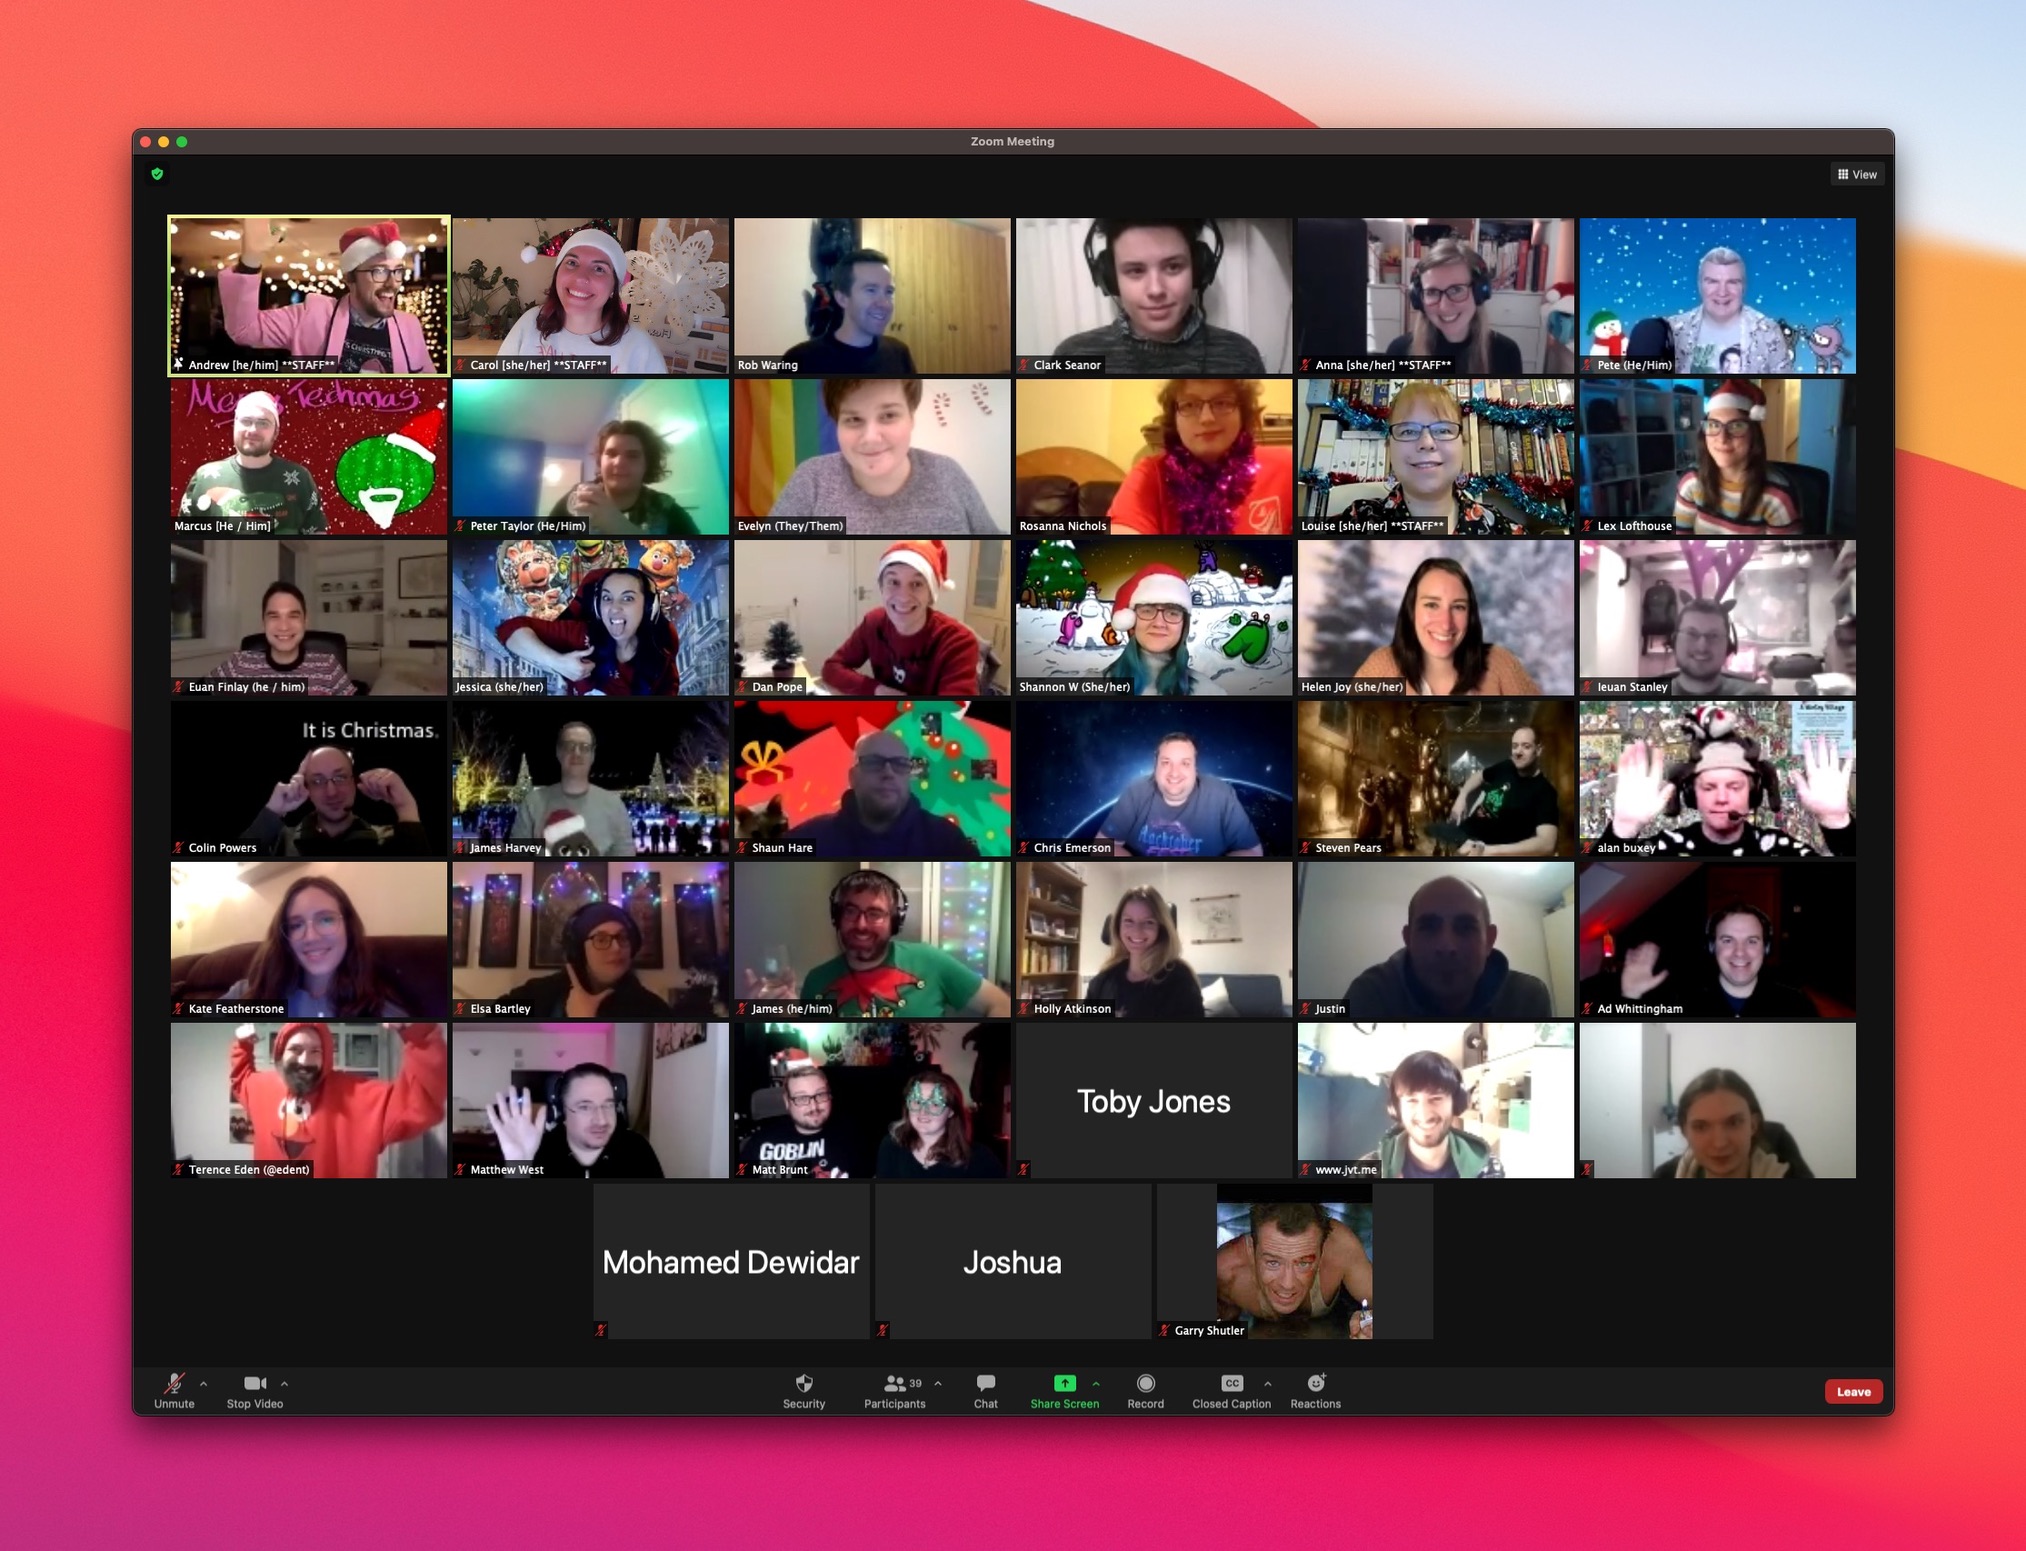 Zoom Meeting
View
Andrew [he/him] **STAFF**
Carol [she/her] **STAFF**
Rob Waring
Clark Seanor
Anna [she/her] **STAFF**
Pete (He/Him)
Merry Techmas
Marcus [He / Him]
Peter Taylor (He/Him)
Evelyn (They/Them)
Rosanna Nichols
Louise [she/her] **STAFF**
Lex Lofthouse
Euan Finlay (he / him)
Jessica (she/her)
Dan Pope
Shannon W (She/her)
Helen Joy (she/her)
Ieuan Stanley
It is Christmas.
Colin Powers
James Harvey
Shaun Hare
Chris Emerson
Steven Pears
alan buxey
Kate Featherstone
Elsa Bartley
James (he/him)
Holly Atkinson
Justin
Ad Whittingham
Terence Eden (@edent)
Matthew West
GOBLIN
Matt Brunt
Toby Jones
www.jvt.me
Mohamed Dewidar
Joshua
Garry Shutler
Unmute
Stop Video
Security
39
Participants
Chat
Share Screen
Record
CC
Closed Caption
Reactions
Leave